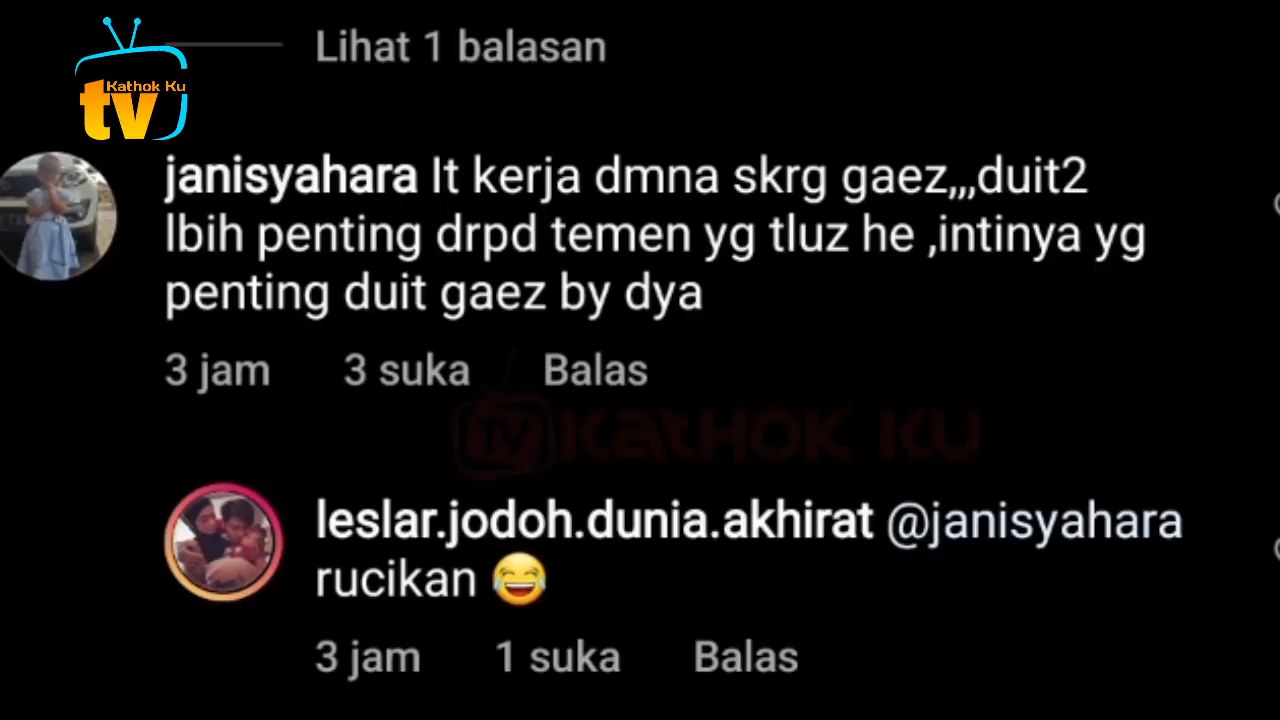 Lihat 1 balasan
Kathok Ku
tv
janisyahara It kerja dmna skrg gaez,,,duit2
lbih penting drpd temen yg tluz he ,intinya yg
penting duit gaez by dya
3 jam 3 suka Balas
TV KATHOK KU
leslar.jodoh.dunia.akhirat @janisyahara
rucikan 😂
3 jam 1 suka Balas